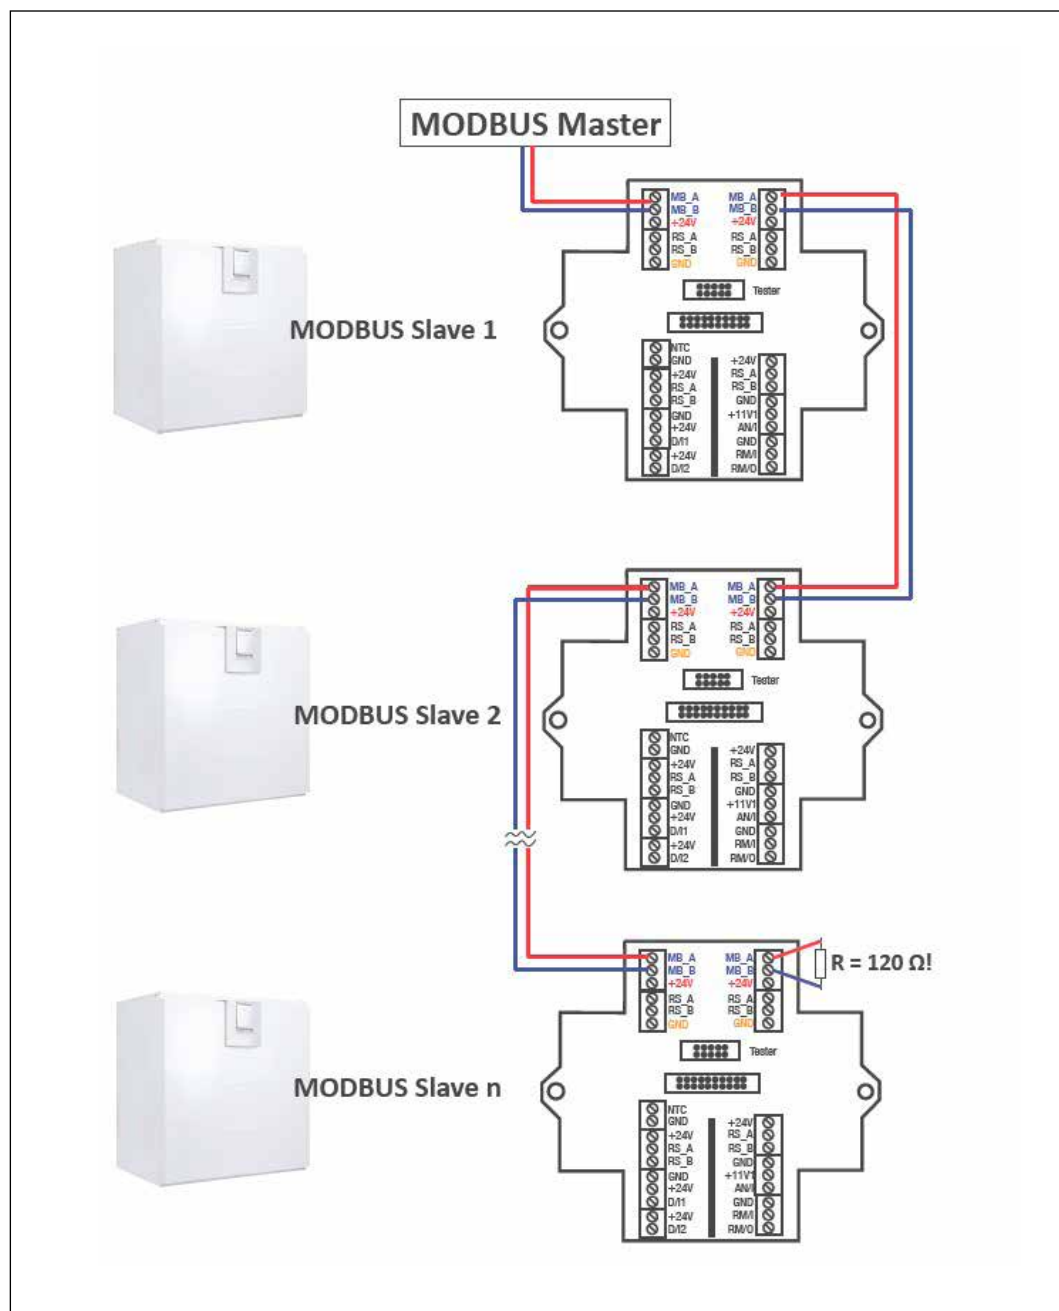 MODBUS Master
MB_A MB_A
MB_B MB_B
+24V +24V
RS_A RS_A
RS_B RS_B
GND GND
Tester
MODBUS Slave 1
NTC
GND +24V
+24V RS_A
RS_A RS_B
RS_B GND
GND +11V1
+24V AN/I
D/I1 GND
+24V RM/I
D/I2 RM/O
MB_A MB_A
MB_B MB_B
+24V +24V
RS_A RS_A
RS_B RS_B
GND GND
Tester
MODBUS Slave 2
NTC
GND +24V
+24V RS_A
RS_A RS_B
RS_B GND
GND +11V1
+24V AN/I
D/I1 GND
+24V RM/I
D/I2 RM/O
MB_A MB_A
MB_B MB_B
+24V +24V
RS_A RS_A
RS_B RS_B
GND GND
R = 120 Ω!
Tester
MODBUS Slave n
NTC
GND +24V
+24V RS_A
RS_A RS_B
RS_B GND
GND +11V1
+24V AN/I
D/I1 GND
+24V RM/I
D/I2 RM/O